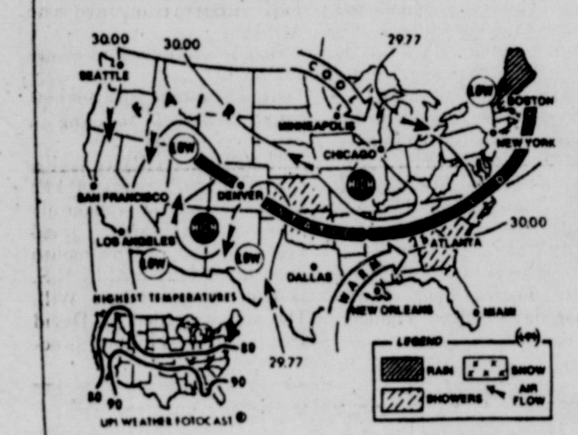 30.00
30.00
29.77
SEATTLE
COOL
FAIR
LOW
BOSTON
MINNEAPOLIS
NEW YORK
LOW
CHICAGO
HIGH
SAN FRANCISCO
DENVER
HIGH
30.00
LOS ANGELES
ATLANTA
LOW
LOW
DALLAS
WARM
HIGHEST TEMPERATURES
NEW ORLEANS
MIAMI
LEGEND
(UPI)
RAIN
SNOW
SHOWERS
AIR
FLOW
80
29.77
90
80
90
UPI WEATHER FOTOCAST ©